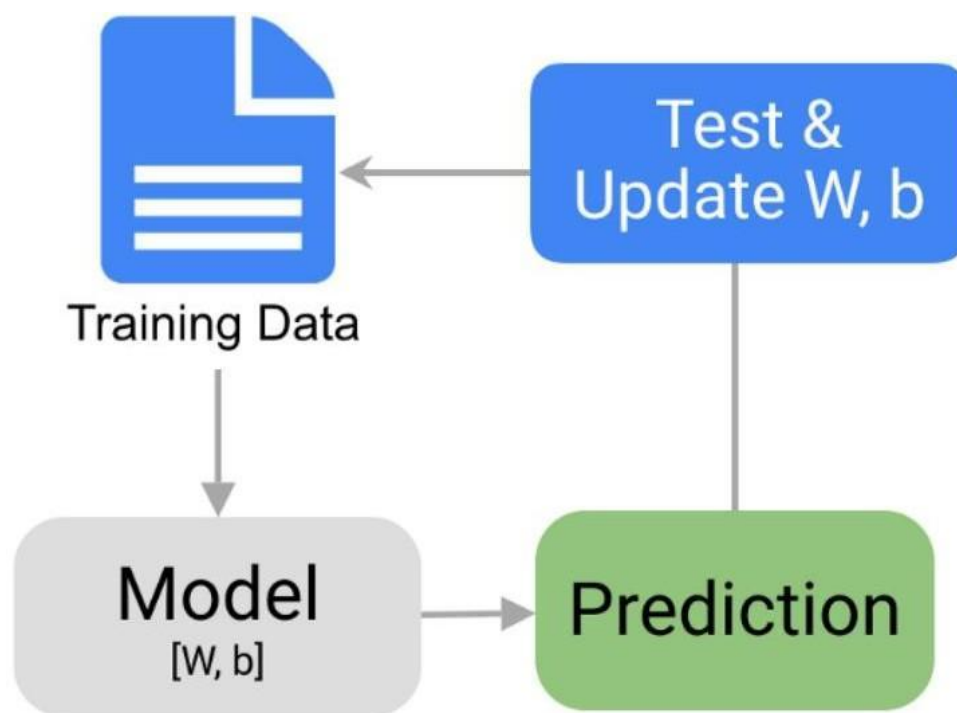 Test &
Update W, b
Training Data
Model
[W, b]
Prediction